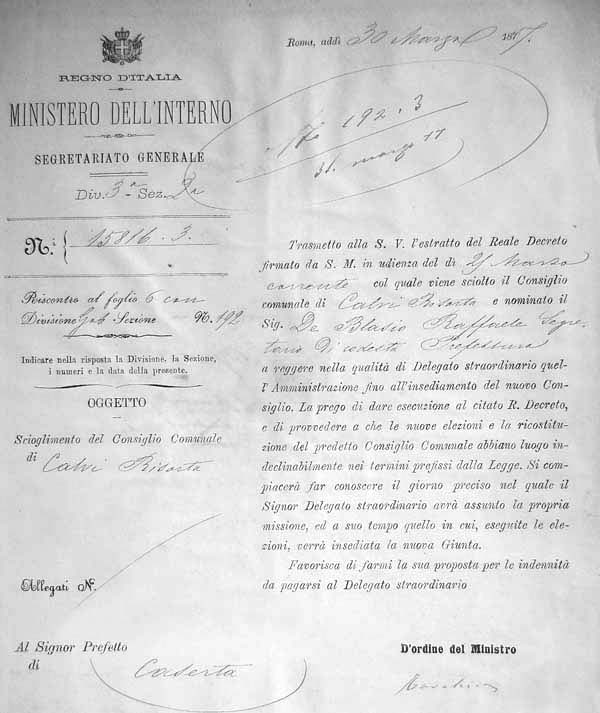 Roma, addì 30 Marzo 1877.
REGNO D'ITALIA
MINISTERO DELL'INTERNO
SEGRETARIATO GENERALE
Div. 3ª Sez. 2a
N.i 15816.3.
192.3
31 marzo 77
Riscontro al foglio 6 con
Divisione Gab Sezione N. 192
Indicare nella risposta la Divisione, la Sezione,
i numeri e la data della presente.
OGGETTO
Scioglimento del Consiglio Comunale
di Calvi Risorta
Allegati N.
Trasmetto alla S. V. l'estratto del Reale Decreto
firmato da S. M. in udienza del dì 25 Marzo
corrente col quale viene sciolto il Consiglio
comunale di Calvi Risorta e nominato il
Sig. De Blasio Raffaele Segre-
tario di codesta Prefettura
a reggere nella qualità di Delegato straordinario quel-
l'Amministrazione fino all'insediamento del nuovo Con-
siglio. La prego di dare esecuzione al citato R. Decreto,
e di provvedere a che le nuove elezioni e la ricostitu-
zione del predetto Consiglio Comunale abbiano luogo in-
declinabilmente nei termini prefissi dalla Legge. Si com-
piacerà far conoscere il giorno preciso nel quale il
Signor Delegato straordinario avrà assunto la propria
missione, ed a suo tempo quello in cui, eseguite le ele-
zioni, verrà insediata la nuova Giunta.
Favorisca di farmi la sua proposta per le indennità
da pagarsi al Delegato straordinario
Al Signor Prefetto
di Caserta
D'ordine del Ministro